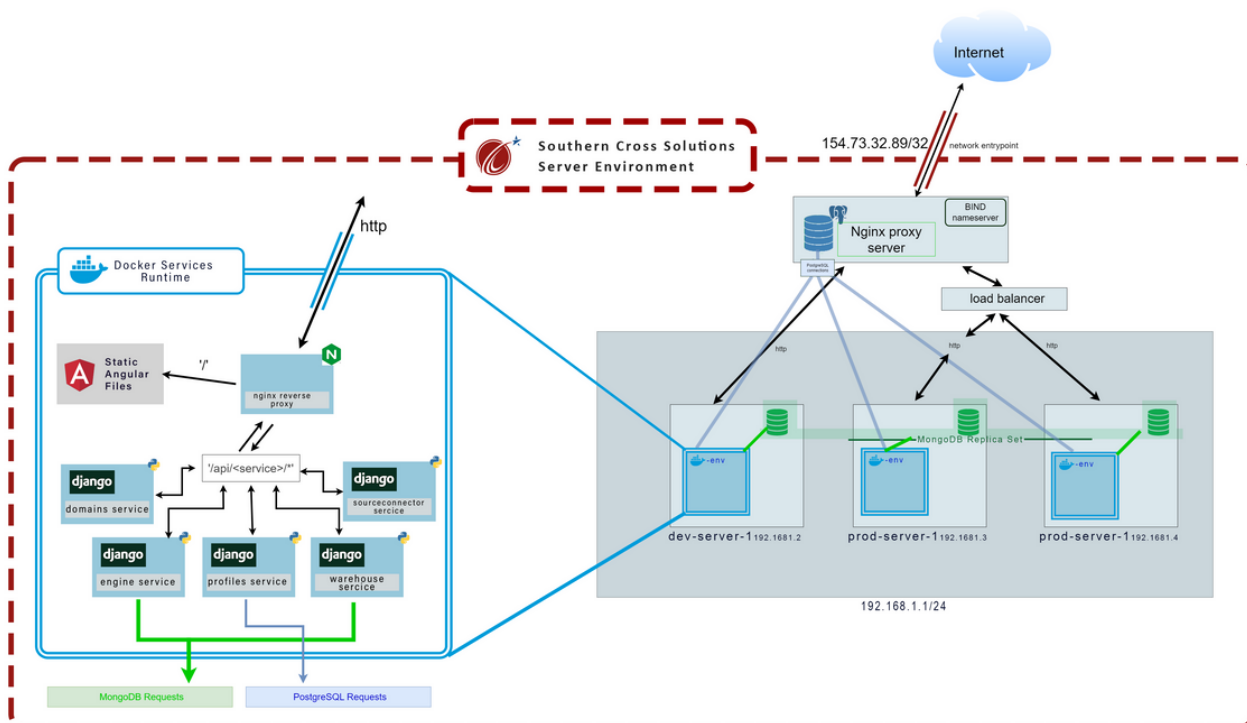 Internet
154.73.32.89/32
network entrypoint
Southern Cross Solutions
Server Environment
BIND
nameserver
Nginx proxy
server
PostgreSQL
connections
load balancer
http
http
http
MongoDB Replica Set
-env
-env
-env
dev-server-1 192.1681.2
prod-server-1 192.1681.3
prod-server-1 192.1681.4
192.168.1.1/24
http
Docker Services
Runtime
Static
Angular
Files
'/'
N
nginx reverse
proxy
'/api/<service>/*'
django
domains service
django
sourceconnector
service
django
engine service
django
profiles service
django
warehouse
sercvice
MongoDB Requests
PostgreSQL Requests